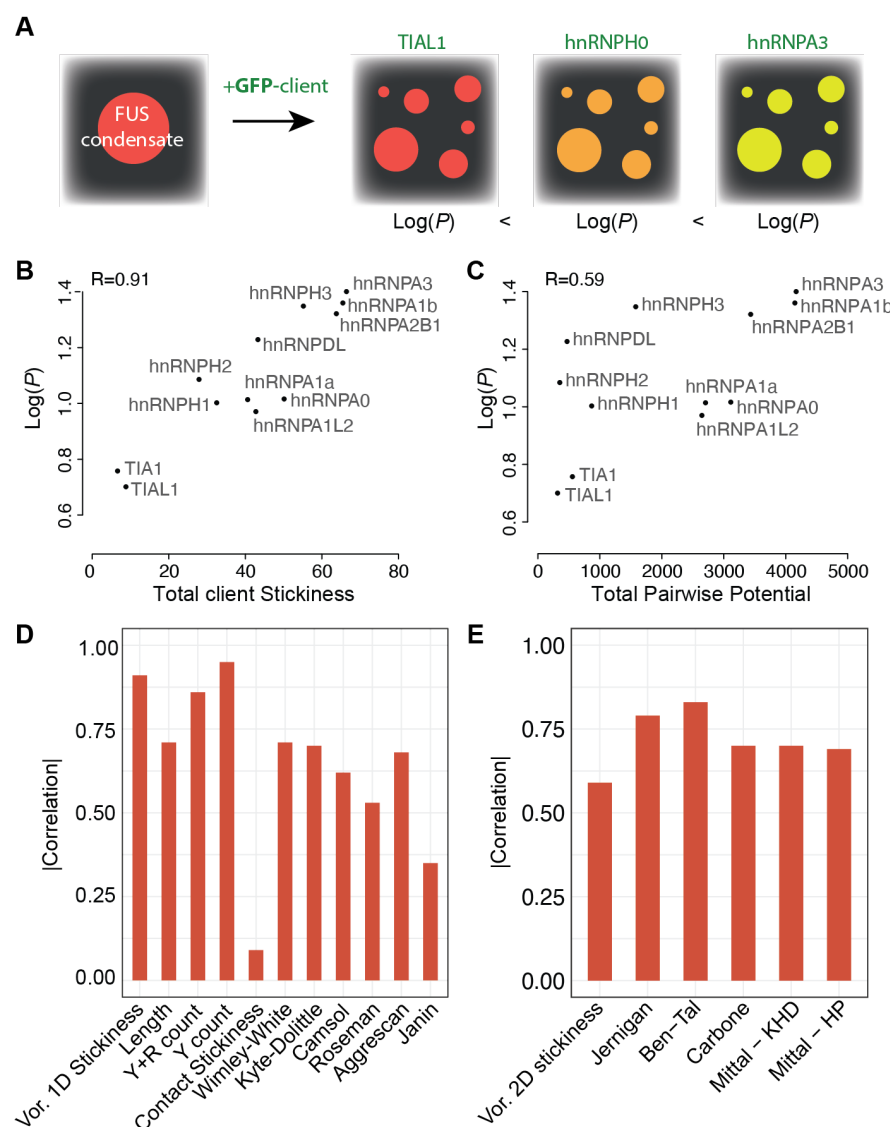 A
TIAL1
hnRNPH0
hnRNPA3
+GFP-client
FUS
condensate
Log(P) < Log(P) < Log(P)
B
R=0.91
Log(P)
1.4
1.2
1.0
0.8
0.6
hnRNPA3
hnRNPH3
hnRNPA1b
hnRNPA2B1
hnRNPDL
hnRNPH2
hnRNPA1a
hnRNPH1
hnRNPA0
hnRNPA1L2
TIA1
TIAL1
0 20 40 60 80
Total client Stickiness
C
R=0.59
Log(P)
1.4
1.2
1.0
0.8
0.6
hnRNPA3
hnRNPH3
hnRNPA1b
hnRNPA2B1
hnRNPDL
hnRNPH2
hnRNPA1a
hnRNPH1
hnRNPA0
hnRNPA1L2
TIA1
TIAL1
0 1000 2000 3000 4000 5000
Total Pairwise Potential
D
|Correlation|
1.00
0.75
0.50
0.25
0.00
Vor. 1D Stickiness
Length
Y+R count
Y count
Contact Stickiness
Wimley-White
Kyte-Dolittle
Camsol
Roseman
Aggrescan
Janin
E
|Correlation|
1.00
0.75
0.50
0.25
0.00
Vor. 2D stickiness
Jernigan
Ben−Tal
Carbone
Mittal − KHD
Mittal − HP